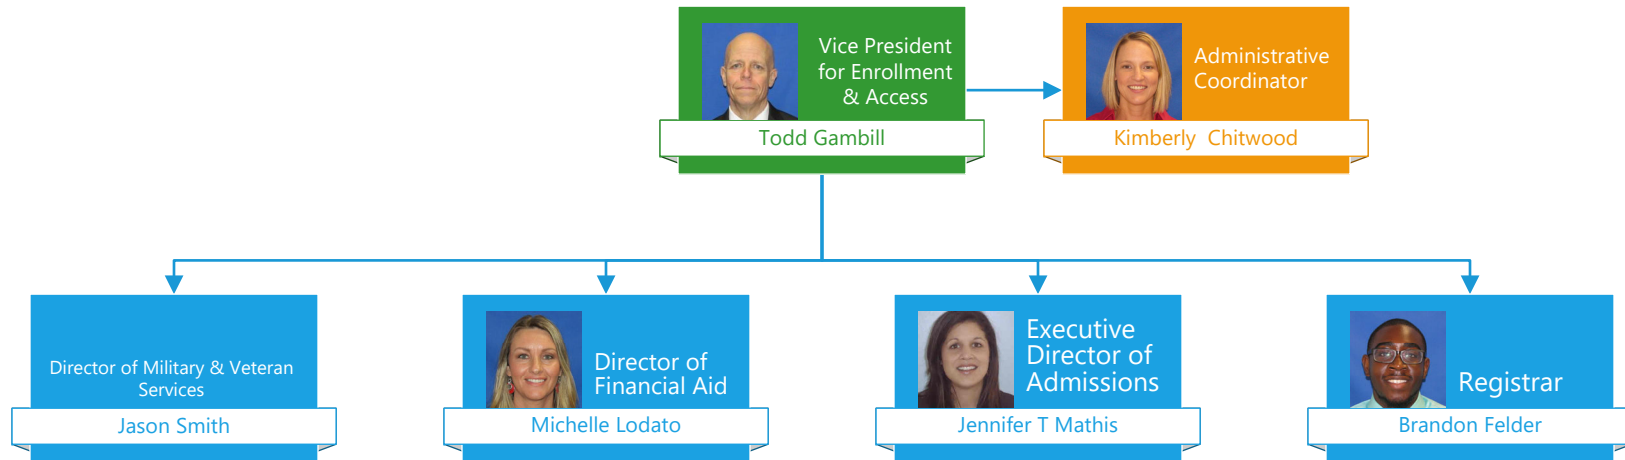 Vice President
for Enrollment
& Access
Todd Gambill
Administrative
Coordinator
Kimberly  Chitwood
Director of Military & Veteran
Services
Jason Smith
Director of
Financial Aid
Michelle Lodato
Executive
Director of
Admissions
Jennifer T Mathis
Registrar
Brandon Felder